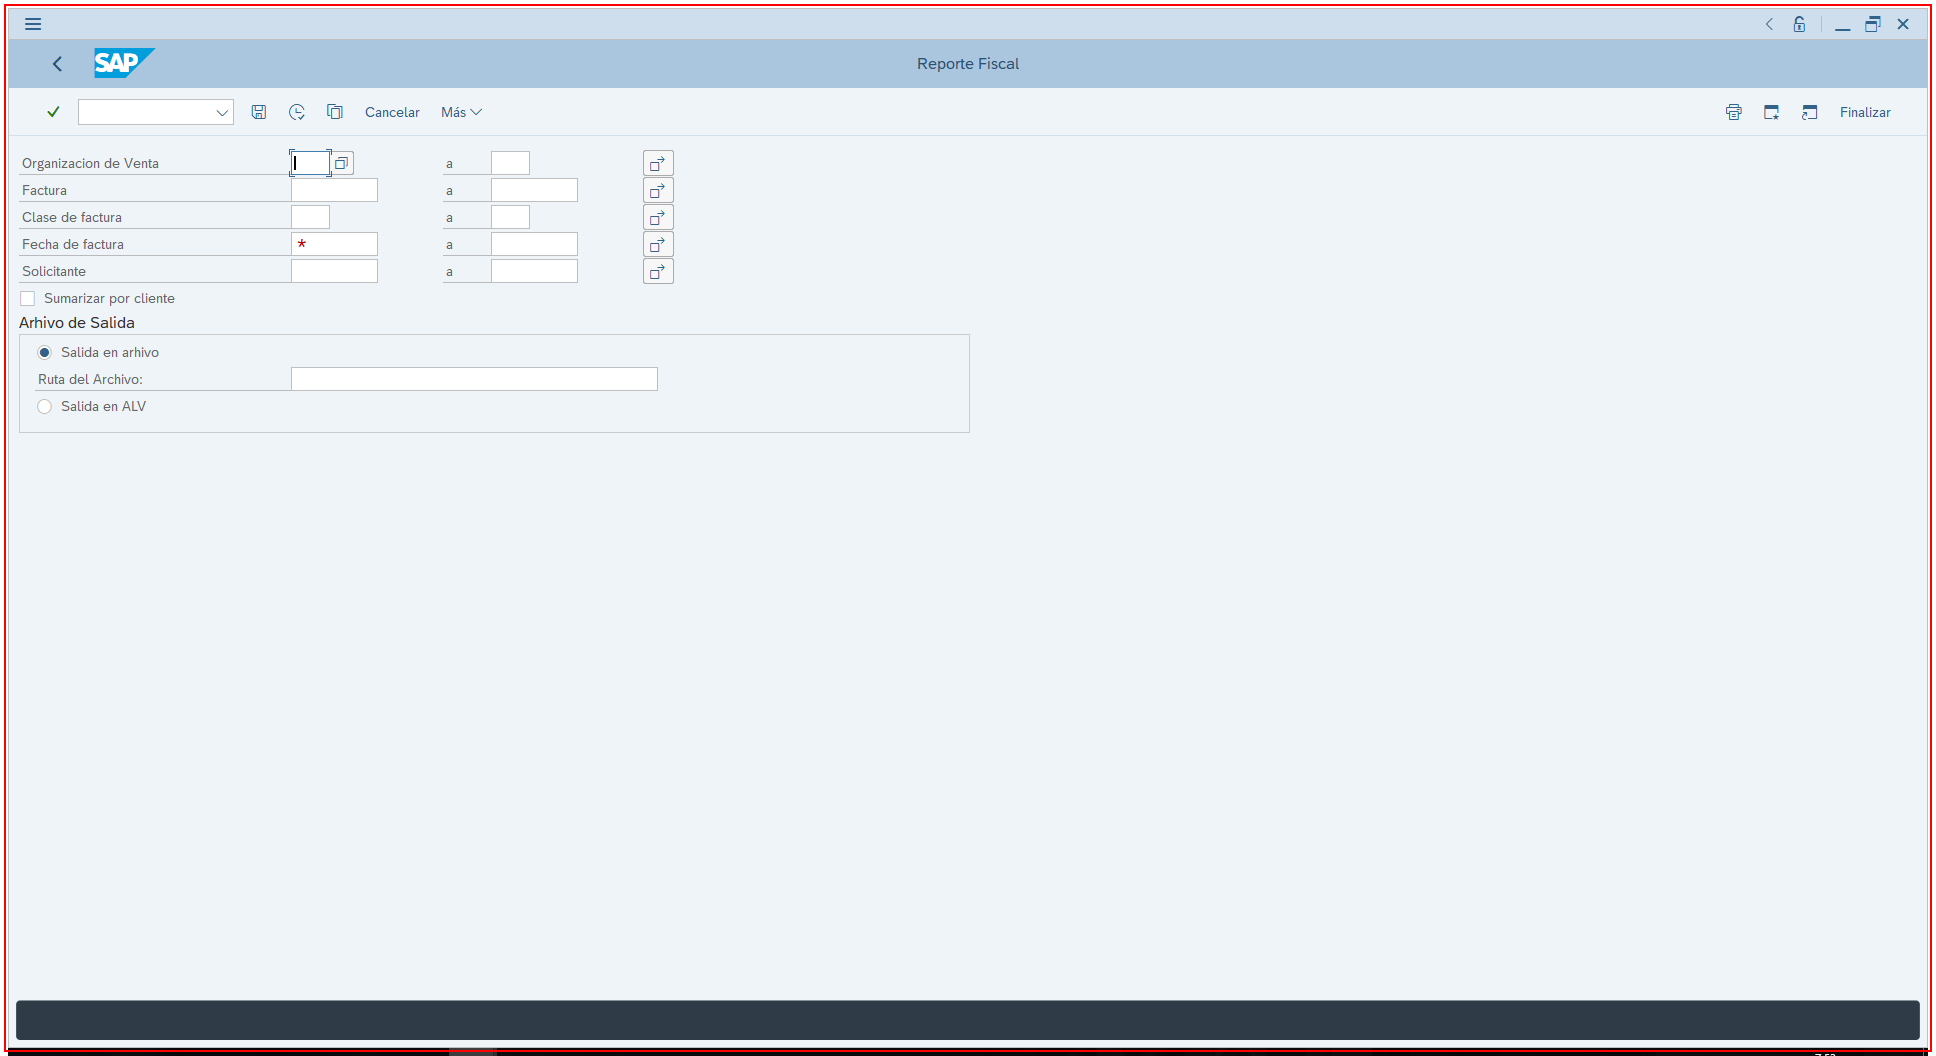 SAP
Reporte Fiscal
Cancelar Más Finalizar
Organizacion de Venta a
Factura a
Clase de factura a
Fecha de factura * a
Solicitante a
Sumarizar por cliente
Arhivo de Salida
Salida en arhivo
Ruta del Archivo:
Salida en ALV